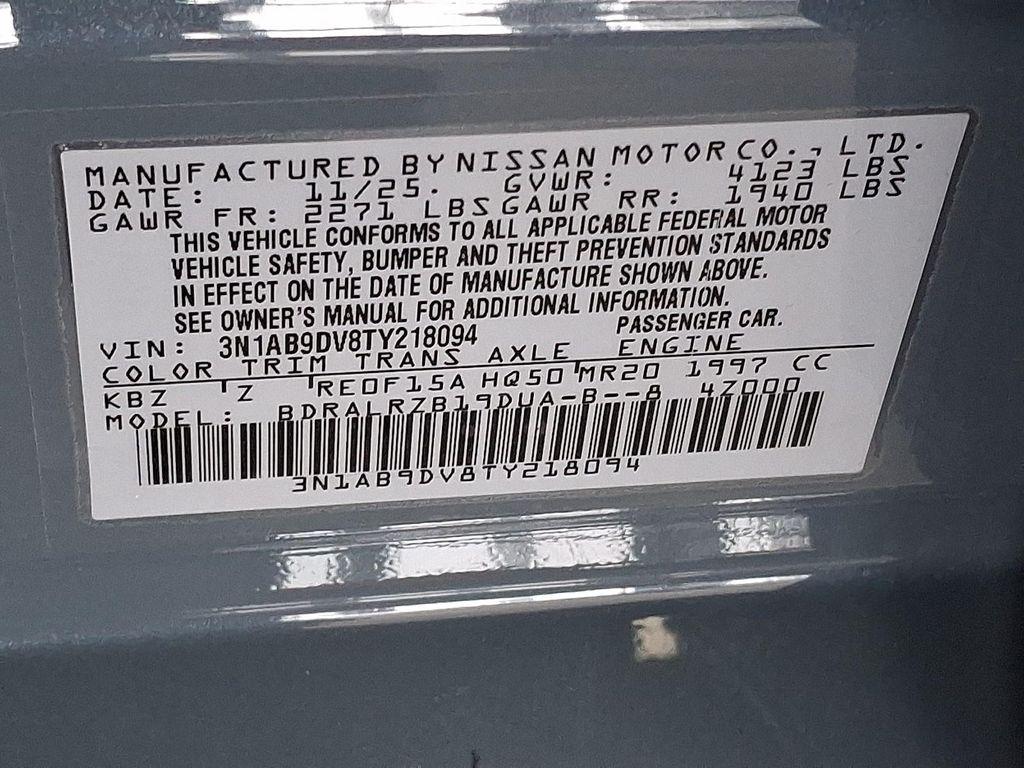 MANUFACTURED BY NISSAN MOTOR CO., LTD.
DATE: 11/25. GVWR: 4123 LBS
GAWR FR: 2271 LBS GAWR RR: 1940 LBS
THIS VEHICLE CONFORMS TO ALL APPLICABLE FEDERAL MOTOR
VEHICLE SAFETY, BUMPER AND THEFT PREVENTION STANDARDS
IN EFFECT ON THE DATE OF MANUFACTURE SHOWN ABOVE.
SEE OWNER'S MANUAL FOR ADDITIONAL INFORMATION.
VIN: 3N1AB9DV8TY218094 PASSENGER CAR.
COLOR TRIM TRANS AXLE ENGINE
KBZ Z RE0F15A HQ50 MR20 1997 CC
MODEL: BDRALRZB19DUA-B--8 4Z000
3N1AB9DV8TY218094